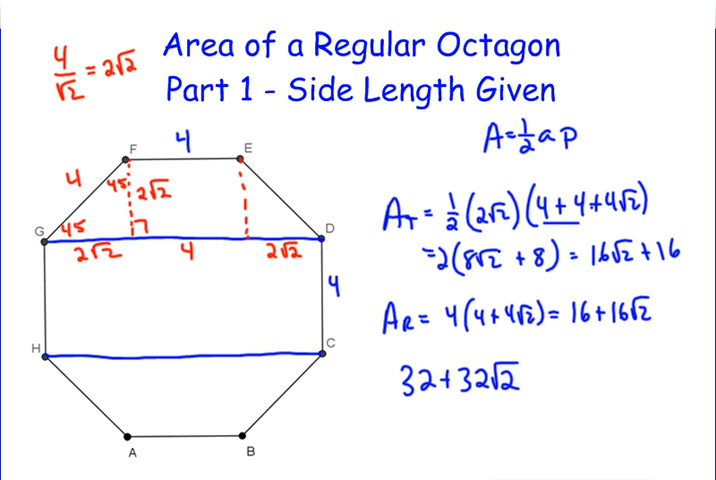 Area of a Regular Octagon
Part 1 - Side Length Given
4/√2 = 2√2
A = 1/2 a p
4
F
E
4
45
2√2
G
45
D
2√2
4
2√2
4
A_T = 1/2 (2√2) (4 + 4 + 4√2)
= 2(8√2 + 8) = 16√2 + 16
A_R = 4(4 + 4√2) = 16 + 16√2
H
C
32 + 32√2
A
B